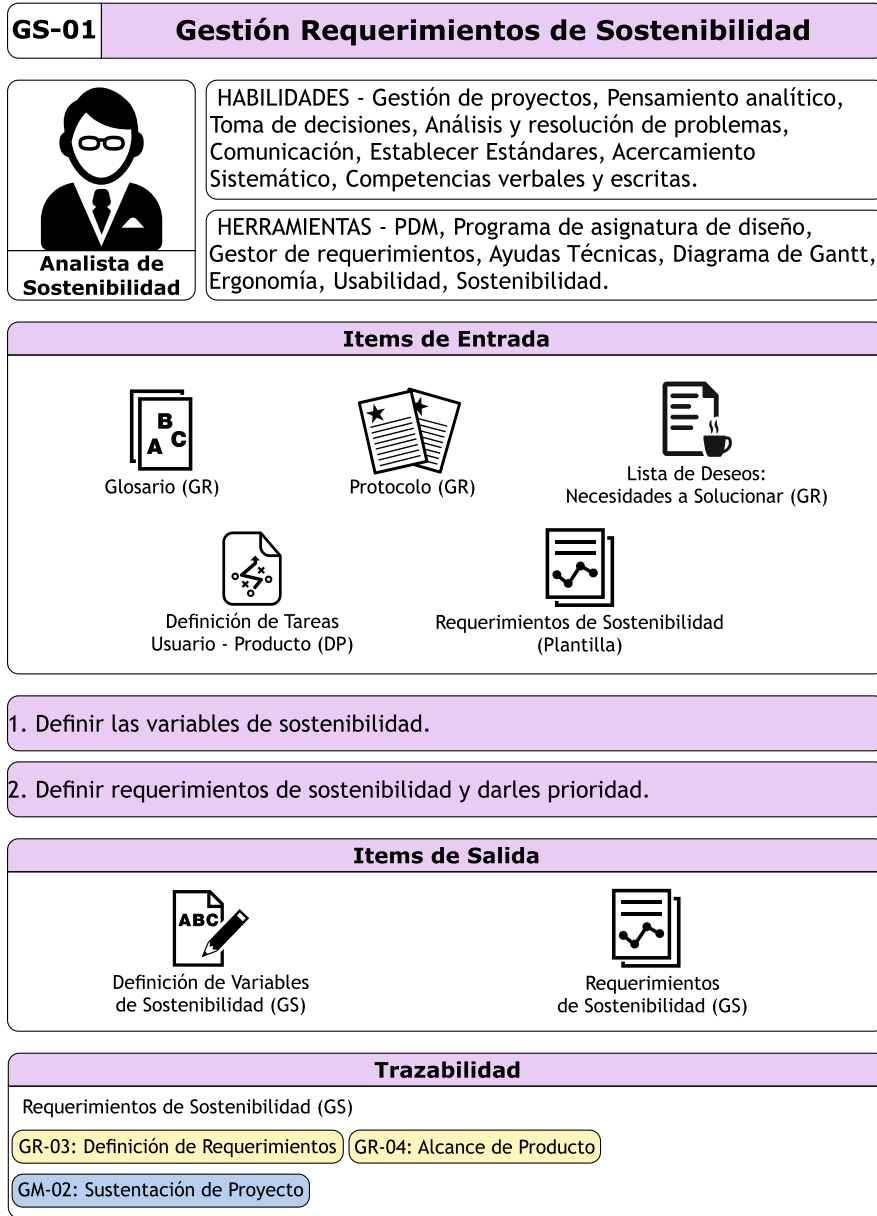 GS-01
Gestión Requerimientos de Sostenibilidad
Analista de
Sostenibilidad
HABILIDADES - Gestión de proyectos, Pensamiento analítico,
Toma de decisiones, Análisis y resolución de problemas,
Comunicación, Establecer Estándares, Acercamiento
Sistemático, Competencias verbales y escritas.
HERRAMIENTAS - PDM, Programa de asignatura de diseño,
Gestor de requerimientos, Ayudas Técnicas, Diagrama de Gantt,
Ergonomía, Usabilidad, Sostenibilidad.
Items de Entrada
B
A C
Glosario (GR)
Protocolo (GR)
Lista de Deseos:
Necesidades a Solucionar (GR)
Definición de Tareas
Usuario - Producto (DP)
Requerimientos de Sostenibilidad
(Plantilla)
1. Definir las variables de sostenibilidad.
2. Definir requerimientos de sostenibilidad y darles prioridad.
Items de Salida
ABC
Definición de Variables
de Sostenibilidad (GS)
Requerimientos
de Sostenibilidad (GS)
Trazabilidad
Requerimientos de Sostenibilidad (GS)
GR-03: Definición de Requerimientos
GR-04: Alcance de Producto
GM-02: Sustentación de Proyecto